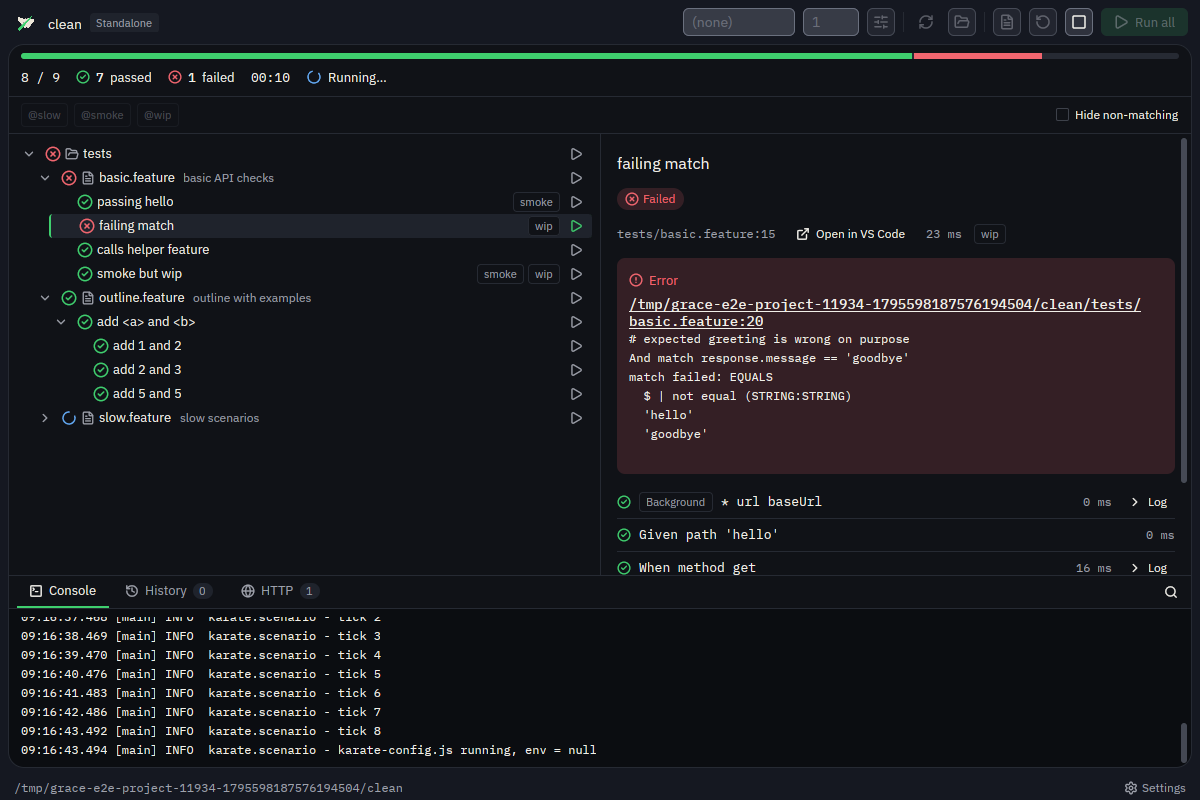 clean Standalone (none) 1 Run all
8 / 9 7 passed 1 failed 00:10 Running...
@slow @smoke @wip Hide non-matching
tests
basic.feature basic API checks
passing hello smoke
failing match wip
calls helper feature
smoke but wip smoke wip
outline.feature outline with examples
add <a> and <b>
add 1 and 2
add 2 and 3
add 5 and 5
slow.feature slow scenarios
failing match
Failed
tests/basic.feature:15 Open in VS Code 23 ms wip
Error
/tmp/grace-e2e-project-11934-1795598187576194504/clean/tests/
basic.feature:20
# expected greeting is wrong on purpose
And match response.message == 'goodbye'
match failed: EQUALS
$ | not equal (STRING:STRING)
'hello'
'goodbye'
Background * url baseUrl 0 ms Log
Given path 'hello' 0 ms
When method get 16 ms Log
Console History 0 HTTP 1
09:16:37.468 [main] INFO karate.scenario - tick 2
09:16:38.469 [main] INFO karate.scenario - tick 3
09:16:39.470 [main] INFO karate.scenario - tick 4
09:16:40.476 [main] INFO karate.scenario - tick 5
09:16:41.483 [main] INFO karate.scenario - tick 6
09:16:42.486 [main] INFO karate.scenario - tick 7
09:16:43.492 [main] INFO karate.scenario - tick 8
09:16:43.494 [main] INFO karate.scenario - karate-config.js running, env = null
/tmp/grace-e2e-project-11934-1795598187576194504/clean Settings